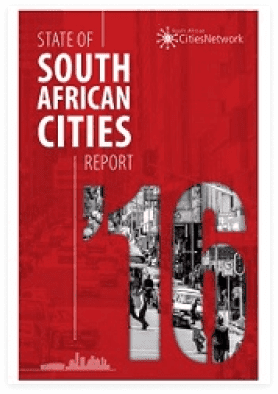 STATE OF
SOUTH
AFRICAN
CITIES
REPORT
South African
CitiesNetwork
'16